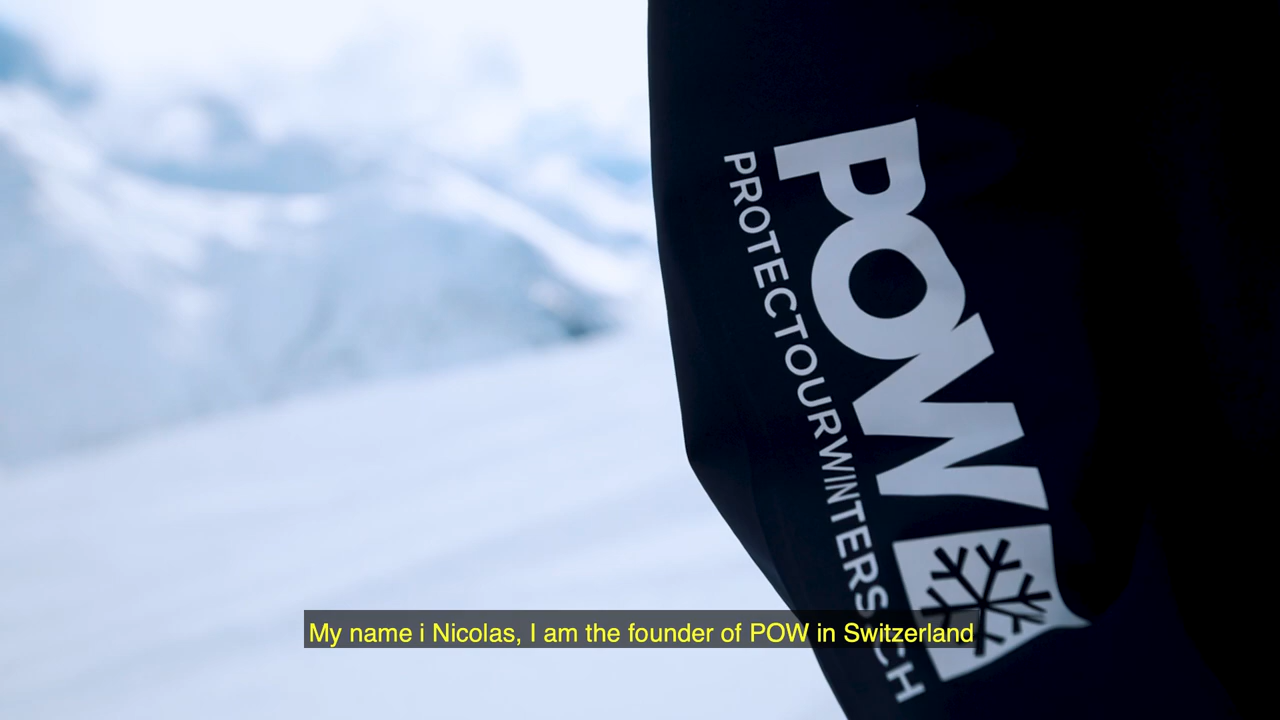 POW
PROTECTOURWINTERS.CH
My name i Nicolas, I am the founder of POW in Switzerland